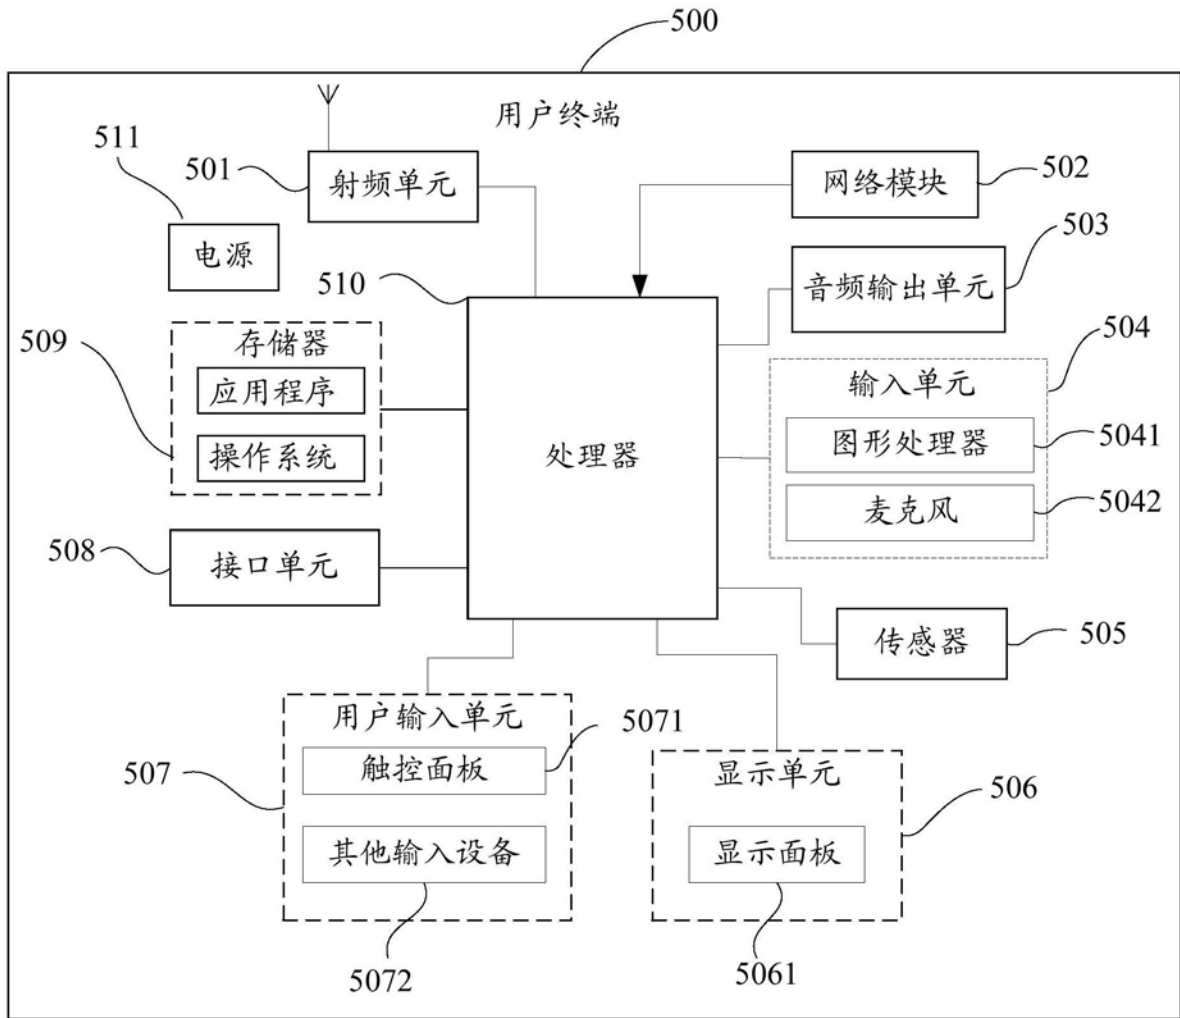 500
用户终端
511
501
射频单元
网络模块
502
电源
503
音频输出单元
510
509
存储器
应用程序
操作系统
504
输入单元
图形处理器
5041
麦克风
5042
处理器
508
接口单元
传感器
505
用户输入单元
5071
触控面板
507
其他输入设备
5072
显示单元
506
显示面板
5061